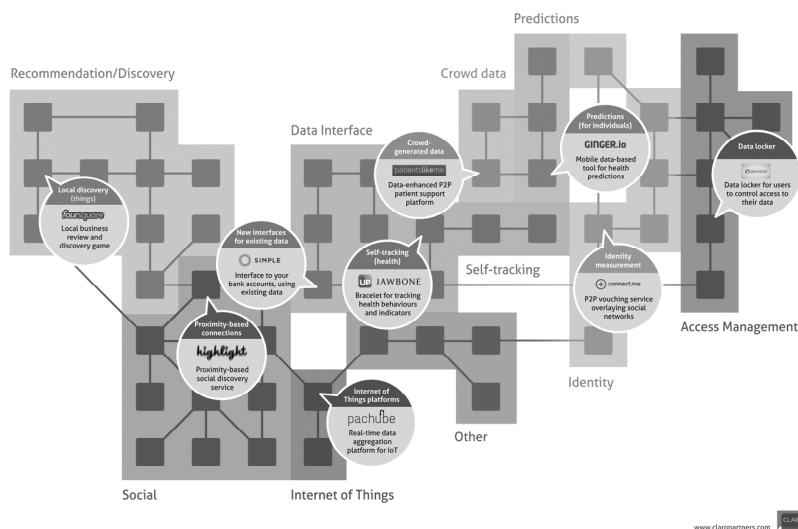 Predictions
Recommendation/Discovery
Crowd data
Data Interface
Predictions
(for individuals)
GINGER.io
Mobile data-based
tool for health
predictions
Crowd-
generated data
patientslikeme
Data-enhanced P2P
patient support
platform
Data locker
personal
Data locker for users
to control access to
their data
Local discovery
(things)
foursquare
Local business
review and
discovery game
New interfaces
for existing data
SIMPLE
Interface to your
bank accounts, using
existing data
Self-tracking
(health)
UP JAWBONE
Bracelet for tracking
health behaviours
and indicators
Self-tracking
Identity
measurement
connect.me
P2P vouching service
overlaying social
networks
Access Management
Proximity-based
connections
highlight
Proximity-based
social discovery
service
Identity
Internet of
Things platforms
pachube
Real-time data
aggregation
platform for IoT
Other
Social
Internet of Things
www.claropartners.com
CLAR